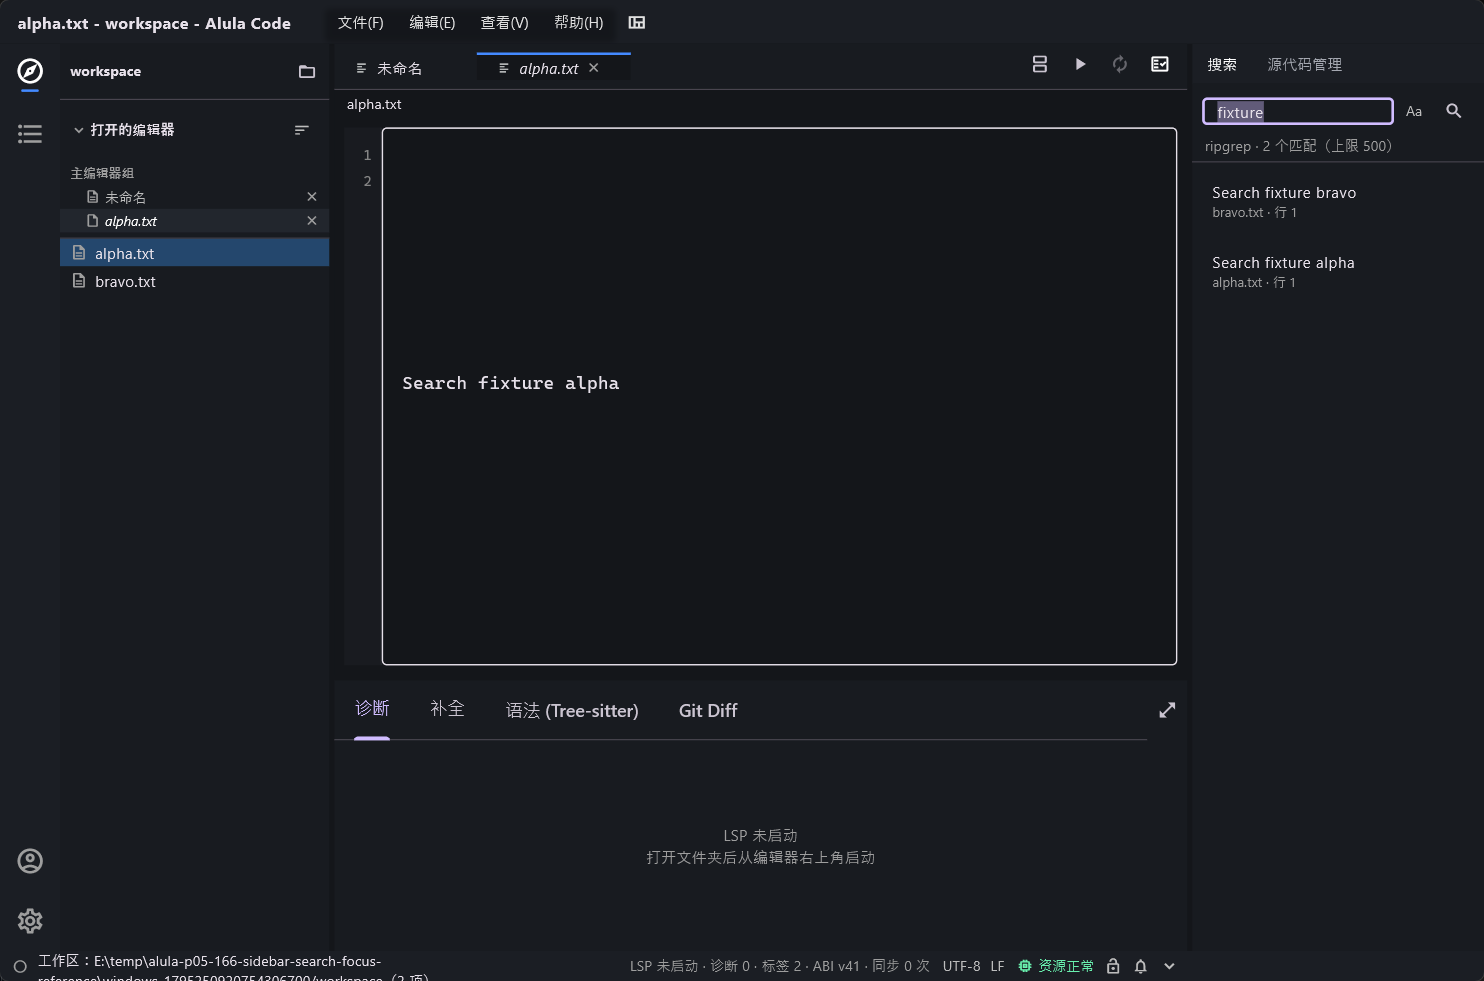 alpha.txt - workspace - Alula Code
文件(F) 编辑(E) 查看(V) 帮助(H)
workspace
打开的编辑器
主编辑器组
未命名
alpha.txt
alpha.txt
bravo.txt
未命名 alpha.txt
alpha.txt
1
2
Search fixture alpha
诊断 补全 语法 (Tree-sitter) Git Diff
LSP 未启动
打开文件夹后从编辑器右上角启动
搜索 源代码管理
fixture Aa
ripgrep · 2 个匹配（上限 500）
Search fixture bravo
bravo.txt · 行 1
Search fixture alpha
alpha.txt · 行 1
工作区：E:\temp\alula-p05-166-sidebar-search-focus-
reference\windows-1795250920754306700/workspace（2 项）
LSP 未启动 · 诊断 0 · 标签 2 · ABI v41 · 同步 0 次 UTF-8 LF 资源正常